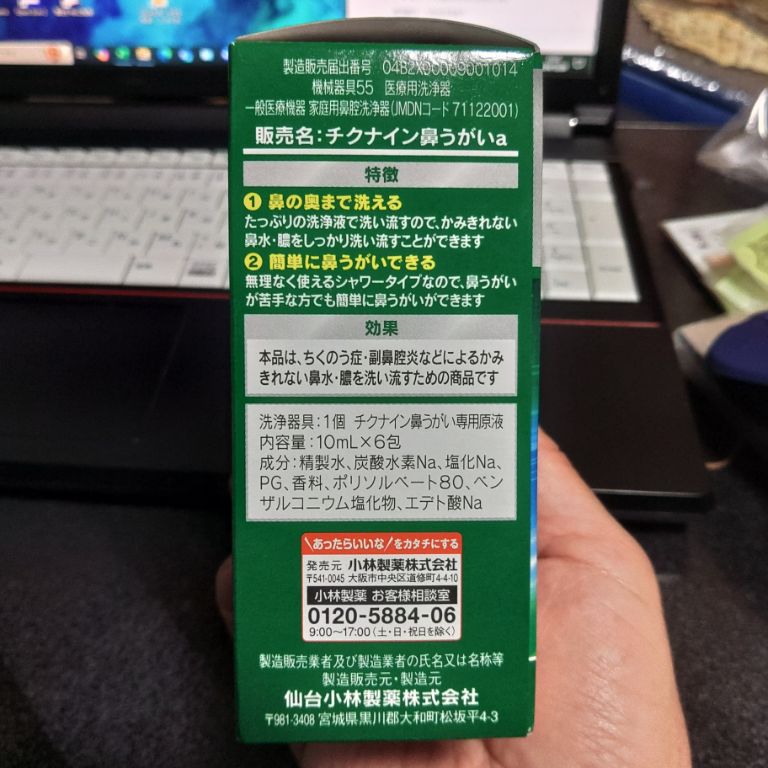 製造販売届出番号 04B2X00009001014
機械器具55 医療用洗浄器
一般医療機器 家庭用鼻腔洗浄器(JMDNコード 71122001)
販売名:チクナイン鼻うがいa
特徴
1 鼻の奥まで洗える
たっぷりの洗浄液で洗い流すので、かみきれない
鼻水・膿をしっかり洗い流すことができます
2 簡単に鼻うがいできる
無理なく使えるシャワータイプなので、鼻うがい
が苦手な方でも簡単に鼻うがいができます
効果
本品は、ちくのう症・副鼻腔炎などによるかみ
きれない鼻水・膿を洗い流すための商品です
洗浄器具:1個 チクナイン鼻うがい専用原液
内容量:10mL×6包
成分:精製水、炭酸水素Na、塩化Na、
PG、香料、ポリソルベート80、ベン
ザルコニウム塩化物、エデト酸Na
\あったらいいな/をカタチにする
発売元 小林製薬株式会社
〒541-0045 大阪市中央区道修町4-4-10
小林製薬 お客様相談室
0120-5884-06
9:00~17:00(土・日・祝日を除く)
製造販売業者及び製造業者の氏名又は名称等
製造販売元・製造元
仙台小林製薬株式会社
〒981-3408 宮城県黒川郡大和町松坂平4-3